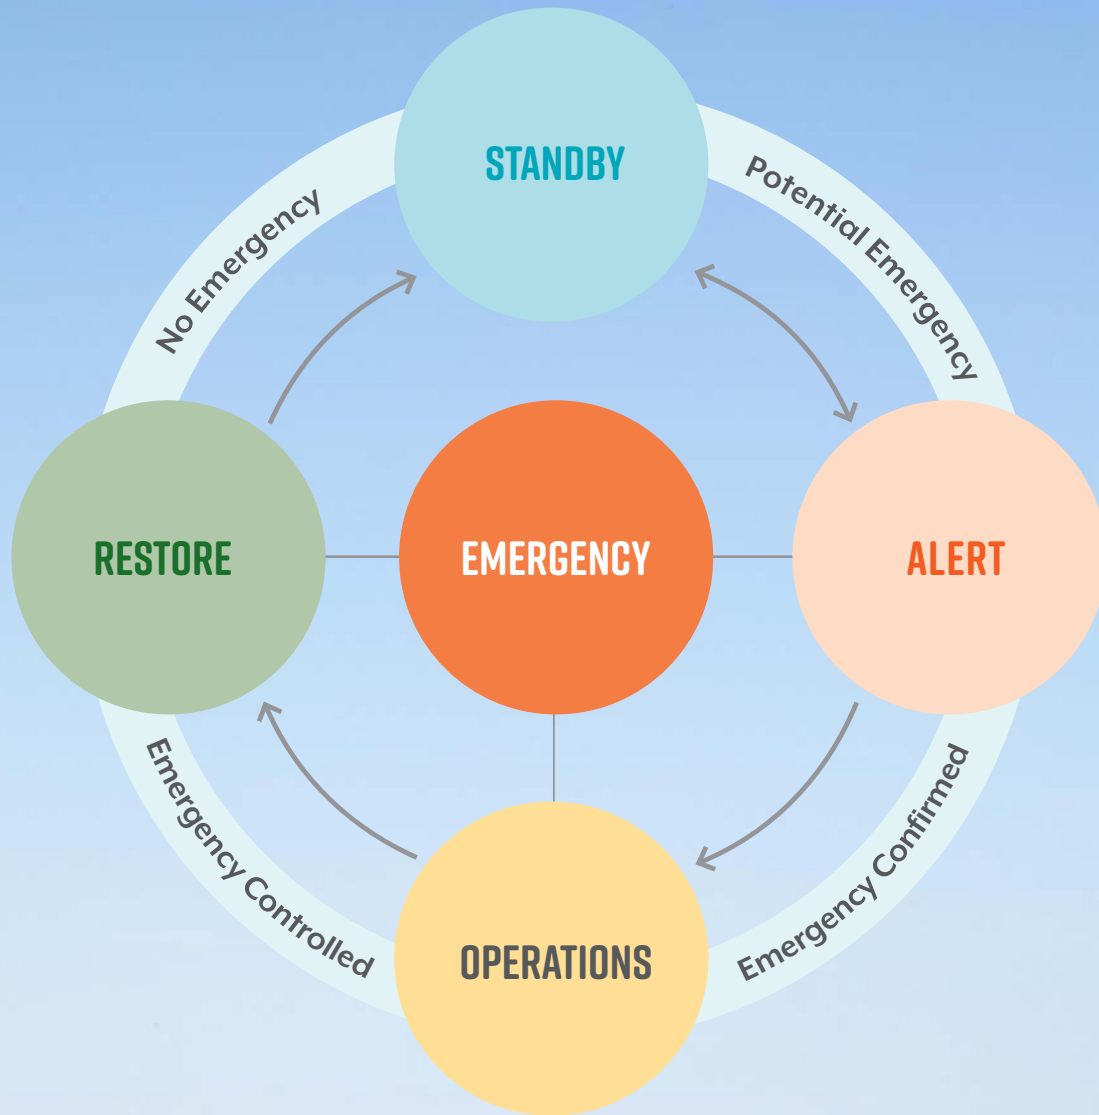 STANDBY
Potential Emergency
No Emergency
RESTORE
EMERGENCY
ALERT
Emergency Controlled
Emergency Confirmed
OPERATIONS